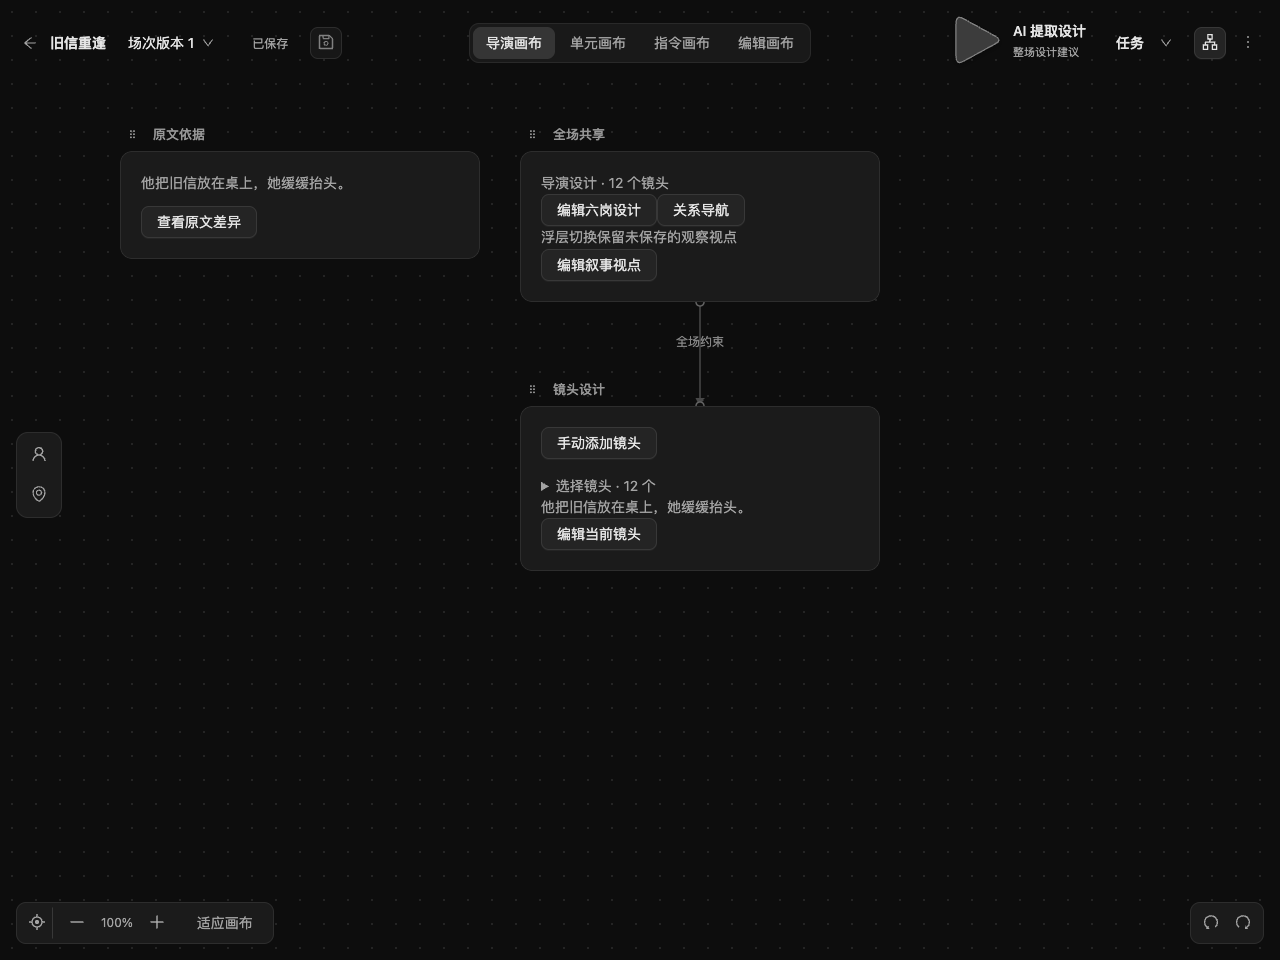 旧信重逢
场次版本 1
已保存
导演画布
单元画布
指令画布
编辑画布
AI 提取设计
整场设计建议
任务
原文依据
他把旧信放在桌上，她缓缓抬头。
查看原文差异
全场共享
导演设计 · 12 个镜头
编辑六岗设计
关系导航
浮层切换保留未保存的观察视点
编辑叙事视点
全场约束
镜头设计
手动添加镜头
选择镜头 · 12 个
他把旧信放在桌上，她缓缓抬头。
编辑当前镜头
100%
适应画布